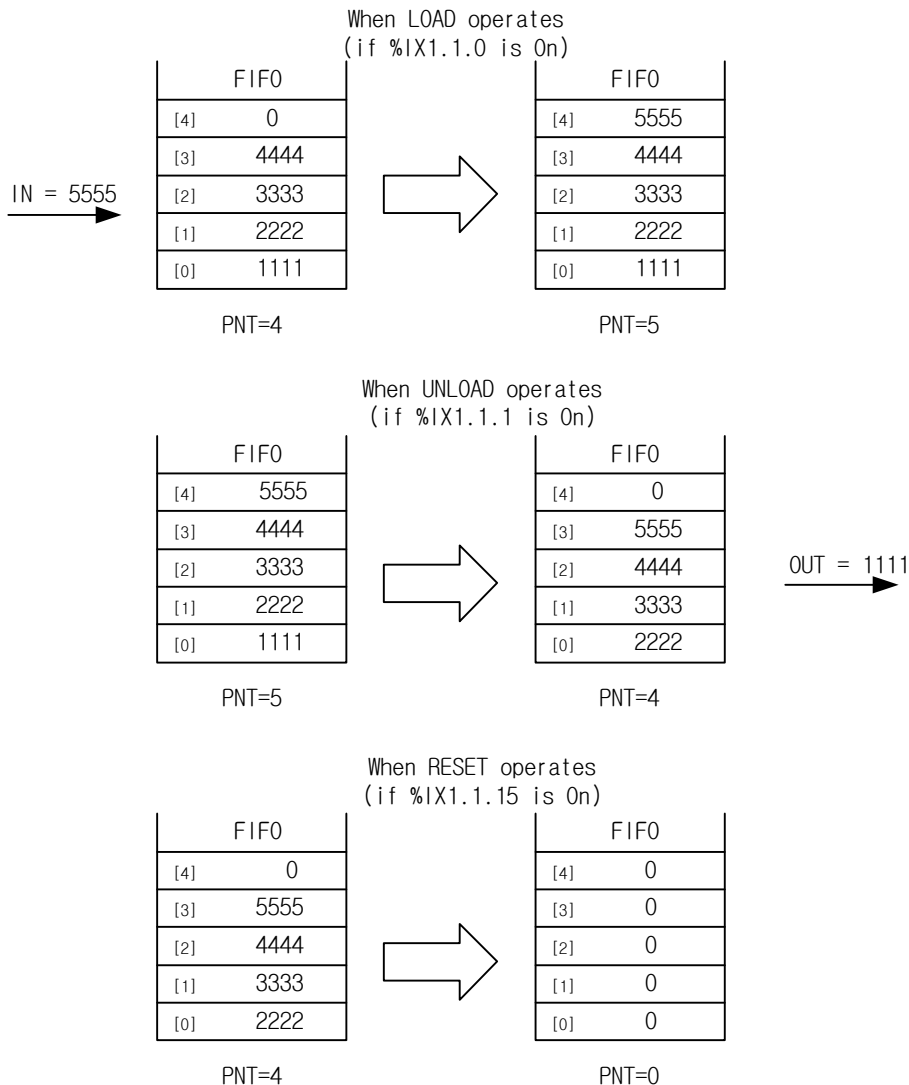 When LOAD operates
(if %IX1.1.0 is On)
FIFO FIFO
[4] 0 [4] 5555
[3] 4444 [3] 4444
IN = 5555 [2] 3333 [2] 3333
[1] 2222 [1] 2222
[0] 1111 [0] 1111
PNT=4 PNT=5
When UNLOAD operates
(if %IX1.1.1 is On)
FIFO FIFO
[4] 5555 [4] 0
[3] 4444 [3] 5555
[2] 3333 [2] 4444 OUT = 1111
[1] 2222 [1] 3333
[0] 1111 [0] 2222
PNT=5 PNT=4
When RESET operates
(if %IX1.1.15 is On)
FIFO FIFO
[4] 0 [4] 0
[3] 5555 [3] 0
[2] 4444 [2] 0
[1] 3333 [1] 0
[0] 2222 [0] 0
PNT=4 PNT=0